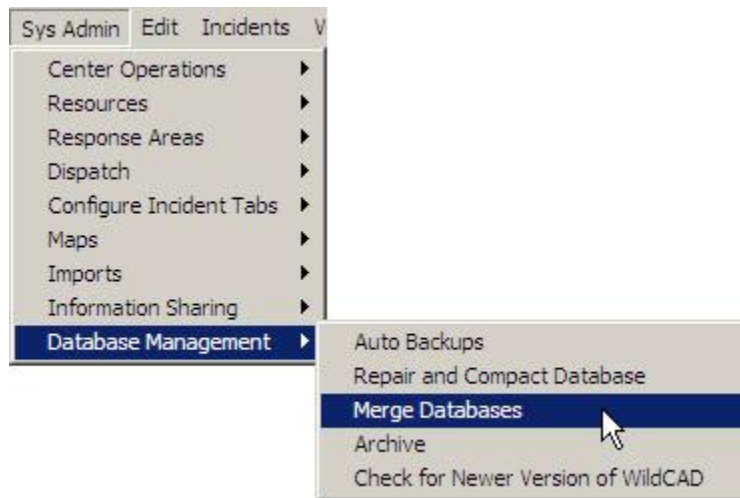 Sys Admin Edit Incidents
Center Operations
Resources
Response Areas
Dispatch
Configure Incident Tabs
Maps
Imports
Information Sharing
Database Management
Auto Backups
Repair and Compact Database
Merge Databases
Archive
Check for Newer Version of WildCAD